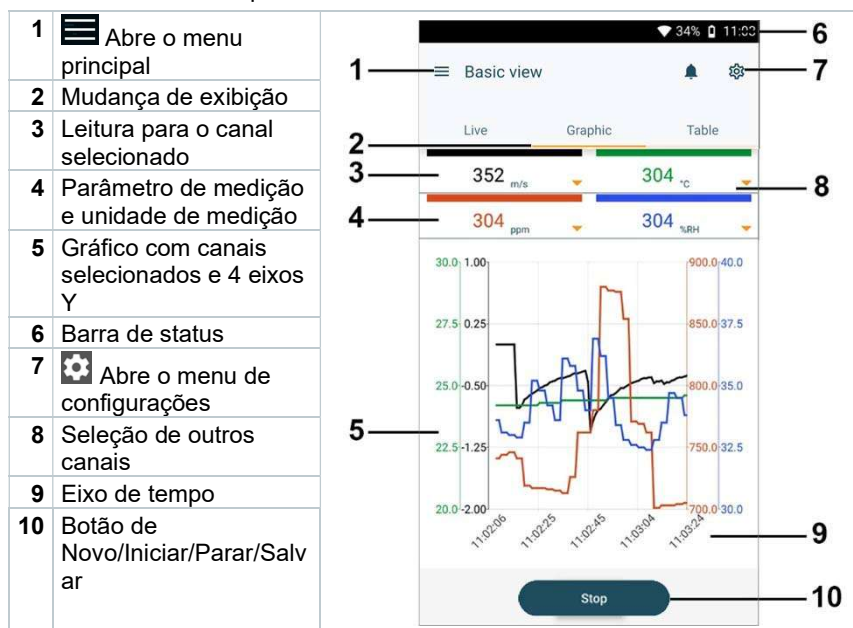 1 Abre o menu
principal
2 Mudança de exibição
3 Leitura para o canal
selecionado
4 Parâmetro de medição
e unidade de medição
5 Gráfico com canais
selecionados e 4 eixos
Y
6 Barra de status
7 Abre o menu de
configurações
8 Seleção de outros
canais
9 Eixo de tempo
10 Botão de
Novo/Iniciar/Parar/Salv
ar
34% 11:03 6
1 Basic view 7
Live Graphic Table
2
3 352 m/s 304 °C 8
4 304 ppm 304 %RH
30.0 1.00 900.0 40.0
27.5 0.25 850.0 37.5
25.0 -0.50 800.0 35.0
5
22.5 -1.25 750.0 32.5
20.0 -2.00 700.0 30.0
11:02:06 11:02:25 11:02:45 11:03:04 11:03:24
9
Stop 10